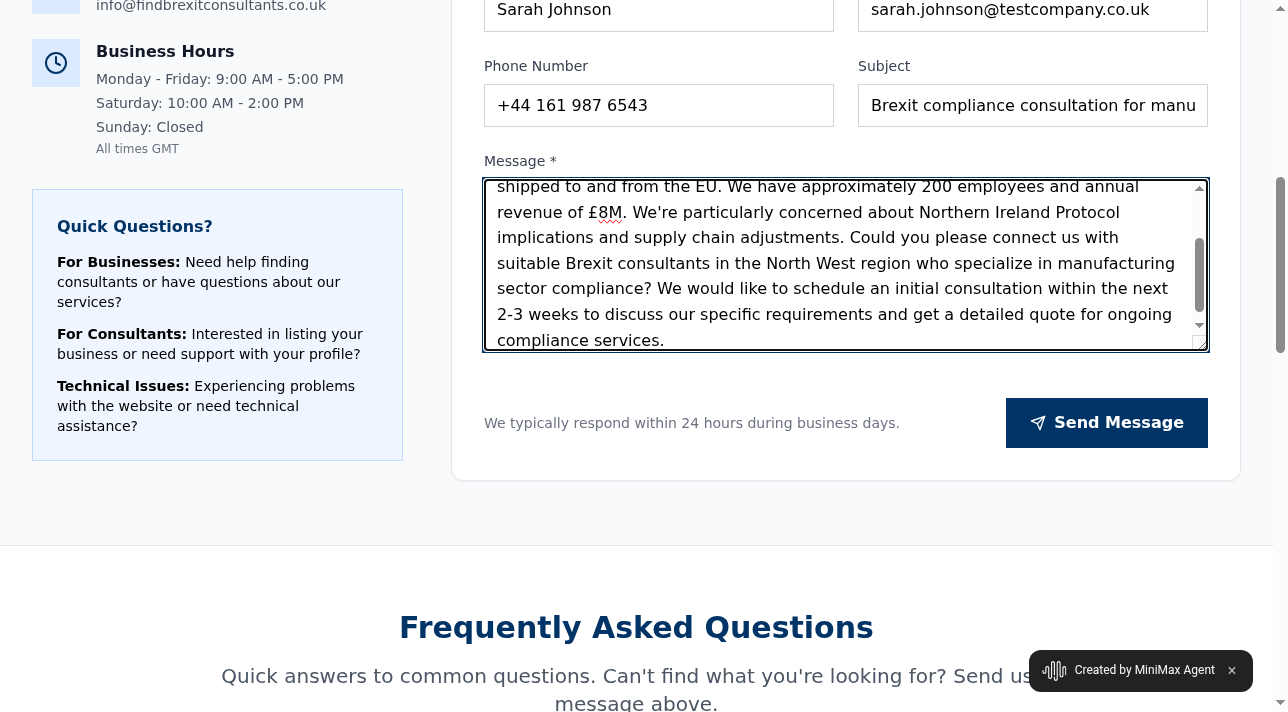 info@findbrexitconsultants.co.uk
Business Hours
Monday - Friday: 9:00 AM - 5:00 PM
Saturday: 10:00 AM - 2:00 PM
Sunday: Closed
All times GMT
Quick Questions?
For Businesses: Need help finding
consultants or have questions about our
services?
For Consultants: Interested in listing your
business or need support with your profile?
Technical Issues: Experiencing problems
with the website or need technical
assistance?
Sarah Johnson
sarah.johnson@testcompany.co.uk
Phone Number
Subject
+44 161 987 6543
Brexit compliance consultation for manu
Message *
shipped to and from the EU. We have approximately 200 employees and annual
revenue of £8M. We're particularly concerned about Northern Ireland Protocol
implications and supply chain adjustments. Could you please connect us with
suitable Brexit consultants in the North West region who specialize in manufacturing
sector compliance? We would like to schedule an initial consultation within the next
2-3 weeks to discuss our specific requirements and get a detailed quote for ongoing
compliance services.
We typically respond within 24 hours during business days.
Send Message
Frequently Asked Questions
Quick answers to common questions. Can't find what you're looking for? Send us
message above.
Created by MiniMax Agent